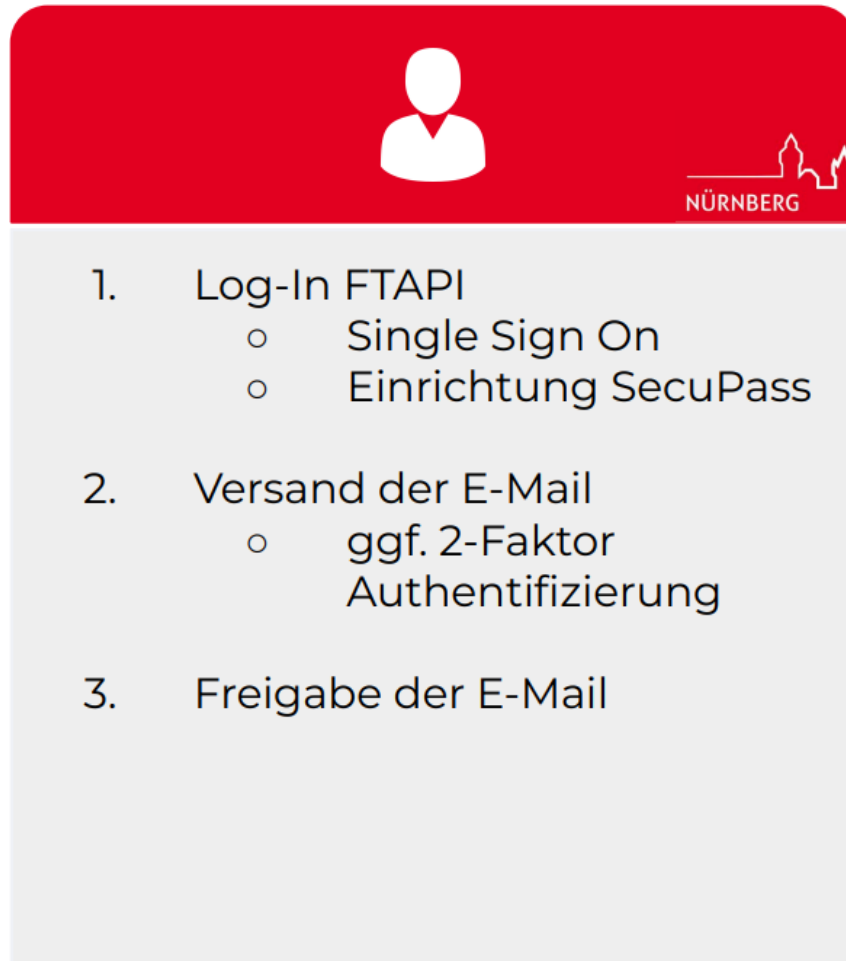 NÜRNBERG
1. Log-In FTAPI
○ Single Sign On
○ Einrichtung SecuPass
2. Versand der E-Mail
○ ggf. 2-Faktor
Authentifizierung
3. Freigabe der E-Mail